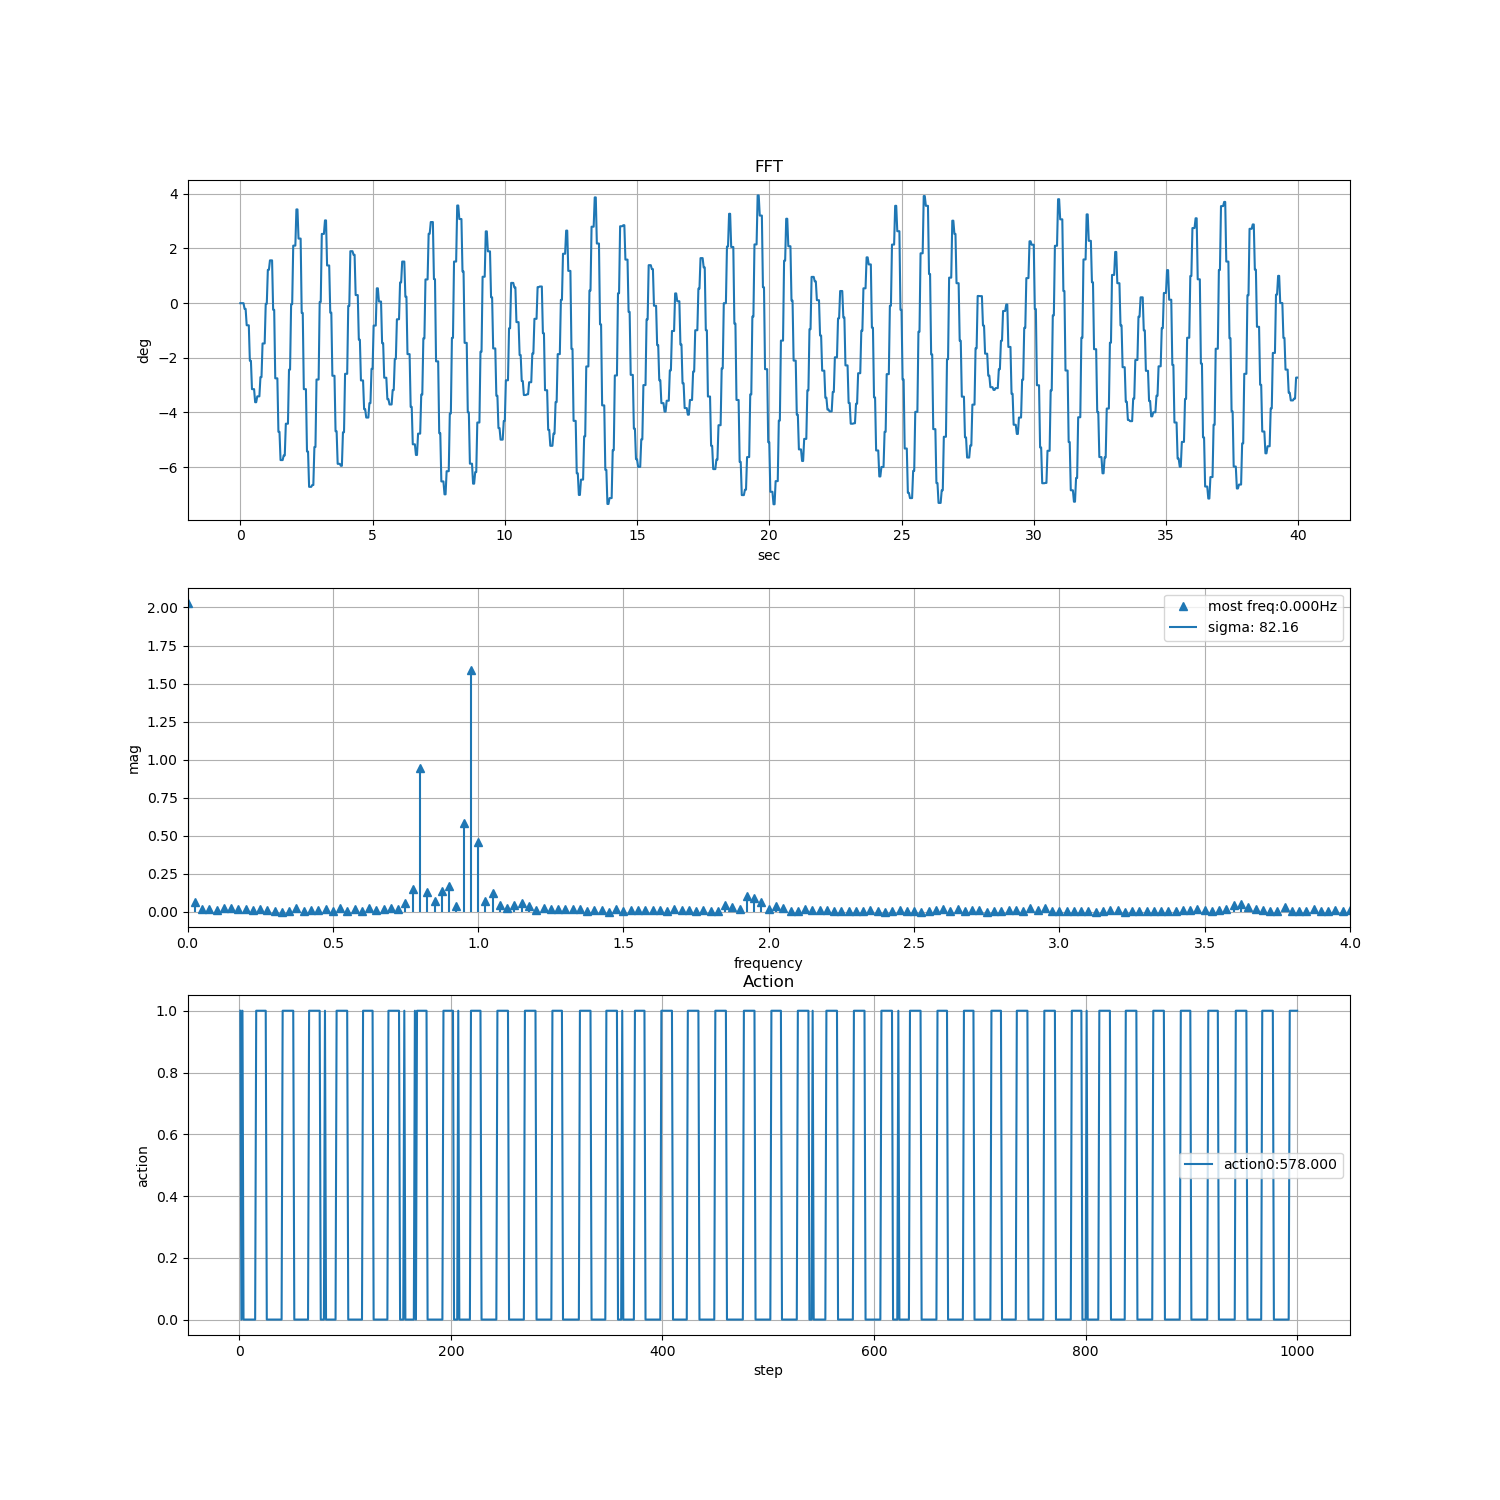 FFT
4
2
0
−2
−4
−6
deg
0 5 10 15 20 25 30 35 40
sec
2.00
1.75
1.50
1.25
1.00
0.75
0.50
0.25
0.00
mag
most freq:0.000Hz
sigma: 82.16
0.0 0.5 1.0 1.5 2.0 2.5 3.0 3.5 4.0
frequency
Action
1.0
0.8
0.6
0.4
0.2
0.0
action
action0:578.000
0 200 400 600 800 1000
step